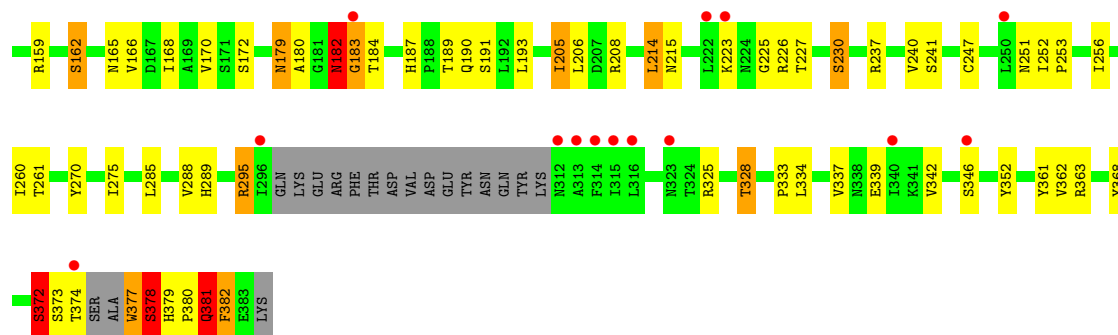 R159 S162 N165 V166 D167 I168 A169 V170 S171 S172 N179 A180 G181 N182 G183 T184 H187 P188 T189 Q190 S191 L192 L193 I205 L206 D207 R208 L214 N215 L222 K223 N224 G225 R226 T227 S230 R237 V240 S241 C247 L250 N251 I252 P253 I256
I260 T261 Y270 I275 L285 V288 H289 R295 I296 GLN LYS GLU ARG PHE THR ASP VAL ASP GLU TYR ASN GLN TYR LYS N312 A313 F314 I315 L316 N323 T324 R325 T328 P333 L334 V337 N338 E339 I340 K341 V342 S346 Y352 Y361 V362 R363
S372 S373 T374 SER ALA W377 S378 H379 P380 Q381 F382 E383 LYS